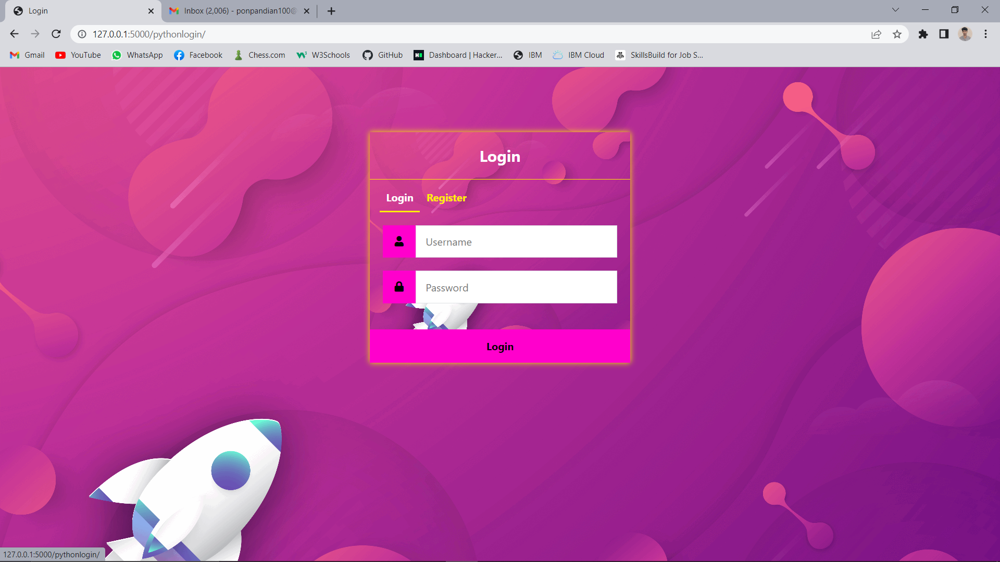 Login
Inbox (2,006) - ponpandian100@
127.0.0.1:5000/pythonlogin/
Gmail
YouTube
WhatsApp
Facebook
Chess.com
W3Schools
GitHub
Dashboard | Hacker...
IBM
IBM Cloud
SkillsBuild for Job S...
Login
Login Register
Username
Password
Login
127.0.0.1:5000/pythonlogin/